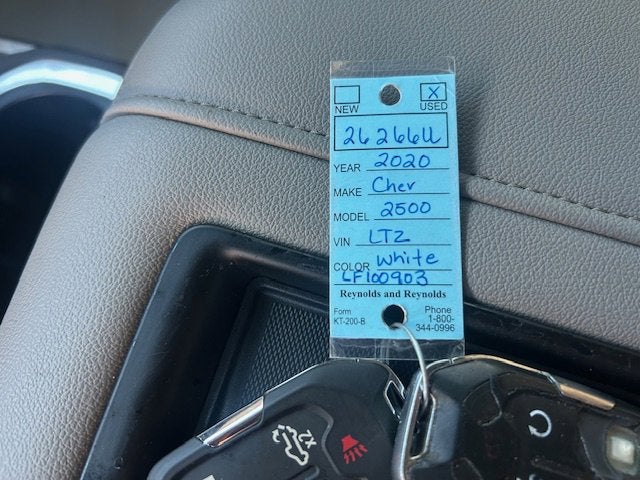 X
NEW USED
26266LL
YEAR 2020
MAKE Chev
MODEL 2500
VIN LTZ
COLOR white
LF100903
Reynolds and Reynolds
Form
KT-200-B
Phone
1-800-
344-0996